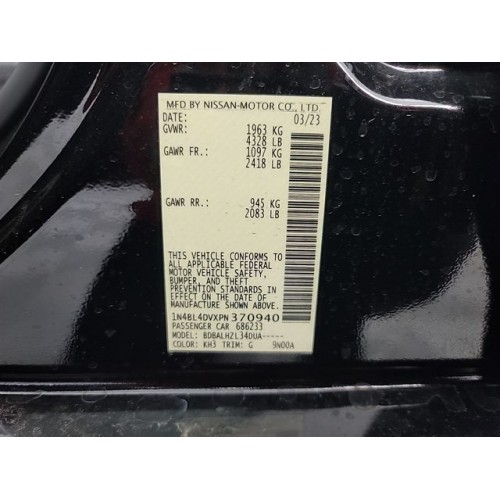 MFD BY NISSAN-MOTOR CO., LTD.
DATE: 03/23
GVWR: 1963 KG
4328 LB
GAWR FR.: 1097 KG
2418 LB
GAWR RR.: 945 KG
2083 LB
THIS VEHICLE CONFORMS TO
ALL APPLICABLE FEDERAL
MOTOR VEHICLE SAFETY,
BUMPER, AND THEFT
PREVENTION STANDARDS IN
EFFECT ON THE DATE OF
MANUFACTURE SHOWN ABOVE.
1N4BL4DVXPN370940
PASSENGER CAR 686233
MODEL: BDBALHZL34DUA-----
COLOR: KH3 TRIM: G 9N00A